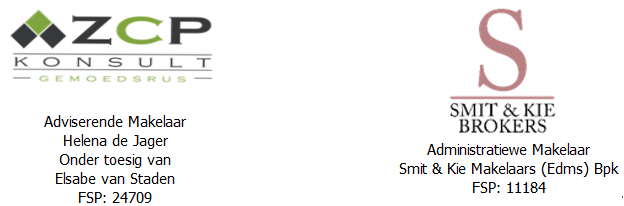 ZCP
KONSULT
GEMOEDSRUS
Adviserende Makelaar
Helena de Jager
Onder toesig van
Elsabe van Staden
FSP: 24709
S
SMIT & KIE
BROKERS
Administratiewe Makelaar
Smit & Kie Makelaars (Edms) Bpk
FSP: 11184